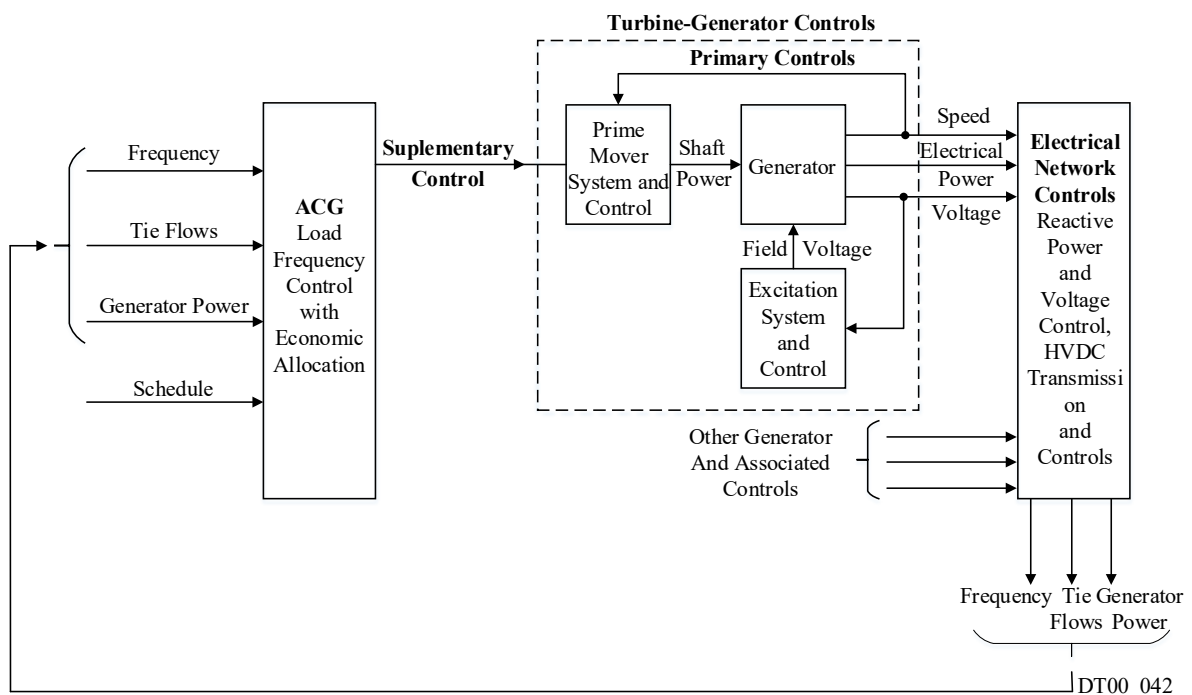 Turbine-Generator Controls
Primary Controls
Frequency
Tie Flows
Generator Power
Schedule
ACG
Load
Frequency
Control
with
Economic
Allocation
Suplementary
Control
Prime
Mover
System and
Control
Shaft
Power
Generator
Field Voltage
Excitation
System
and
Control
Speed
Electrical
Power
Voltage
Electrical
Network
Controls
Reactive
Power
and
Voltage
Control,
HVDC
Transmissi
on
and
Controls
Other Generator
And Associated
Controls
Frequency Tie Generator
Flows Power
DT00_042